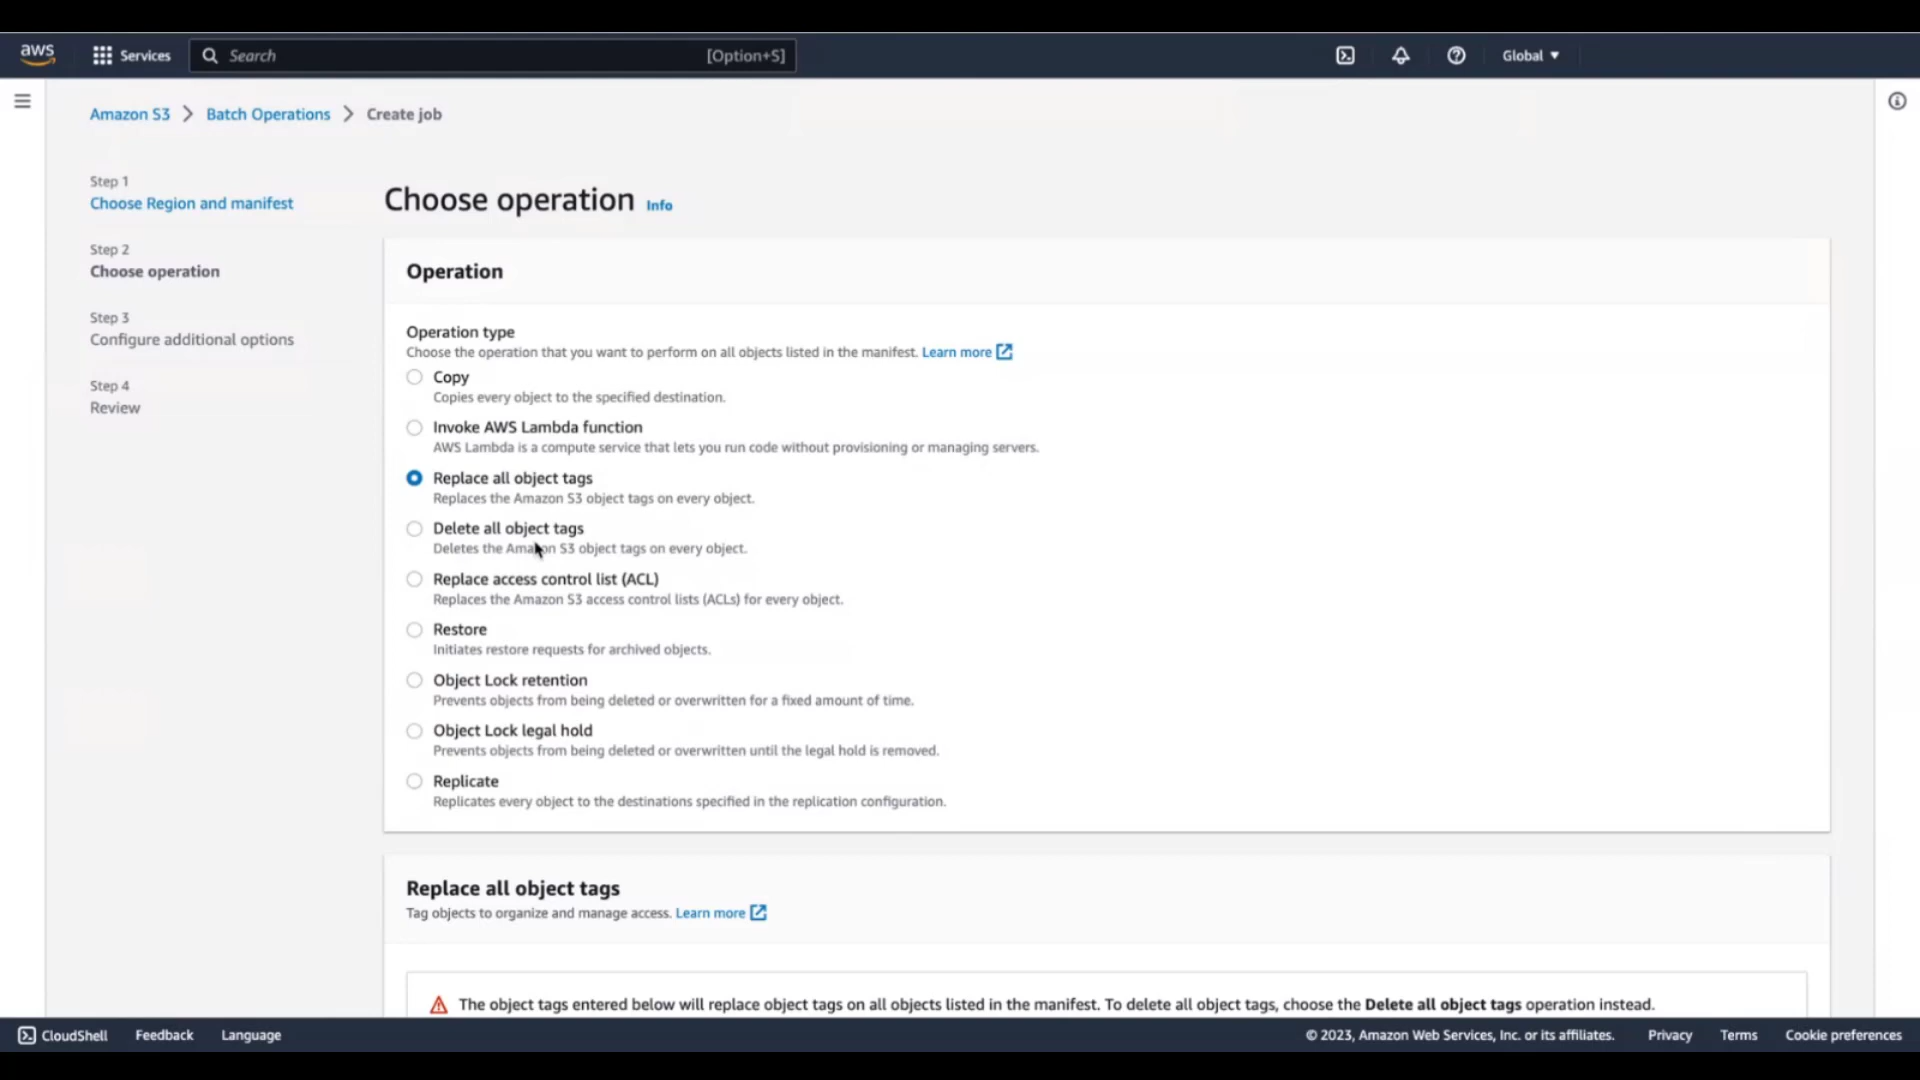 aws
Services
Search
[Option+S]
Global
Amazon S3
Batch Operations
Create job
Step 1
Choose Region and manifest
Step 2
Choose operation
Step 3
Configure additional options
Step 4
Review
Choose operation
Info
Operation
Operation type
Choose the operation that you want to perform on all objects listed in the manifest. Learn more
Copy
Copies every object to the specified destination.
Invoke AWS Lambda function
AWS Lambda is a compute service that lets you run code without provisioning or managing servers.
Replace all object tags
Replaces the Amazon S3 object tags on every object.
Delete all object tags
Deletes the Amazon S3 object tags on every object.
Replace access control list (ACL)
Replaces the Amazon S3 access control lists (ACLs) for every object.
Restore
Initiates restore requests for archived objects.
Object Lock retention
Prevents objects from being deleted or overwritten for a fixed amount of time.
Object Lock legal hold
Prevents objects from being deleted or overwritten until the legal hold is removed.
Replicate
Replicates every object to the destinations specified in the replication configuration.
Replace all object tags
Tag objects to organize and manage access. Learn more
The object tags entered below will replace object tags on all objects listed in the manifest. To delete all object tags, choose the Delete all object tags operation instead.
CloudShell
Feedback
Language
© 2023, Amazon Web Services, Inc. or its affiliates.
Privacy
Terms
Cookie preferences